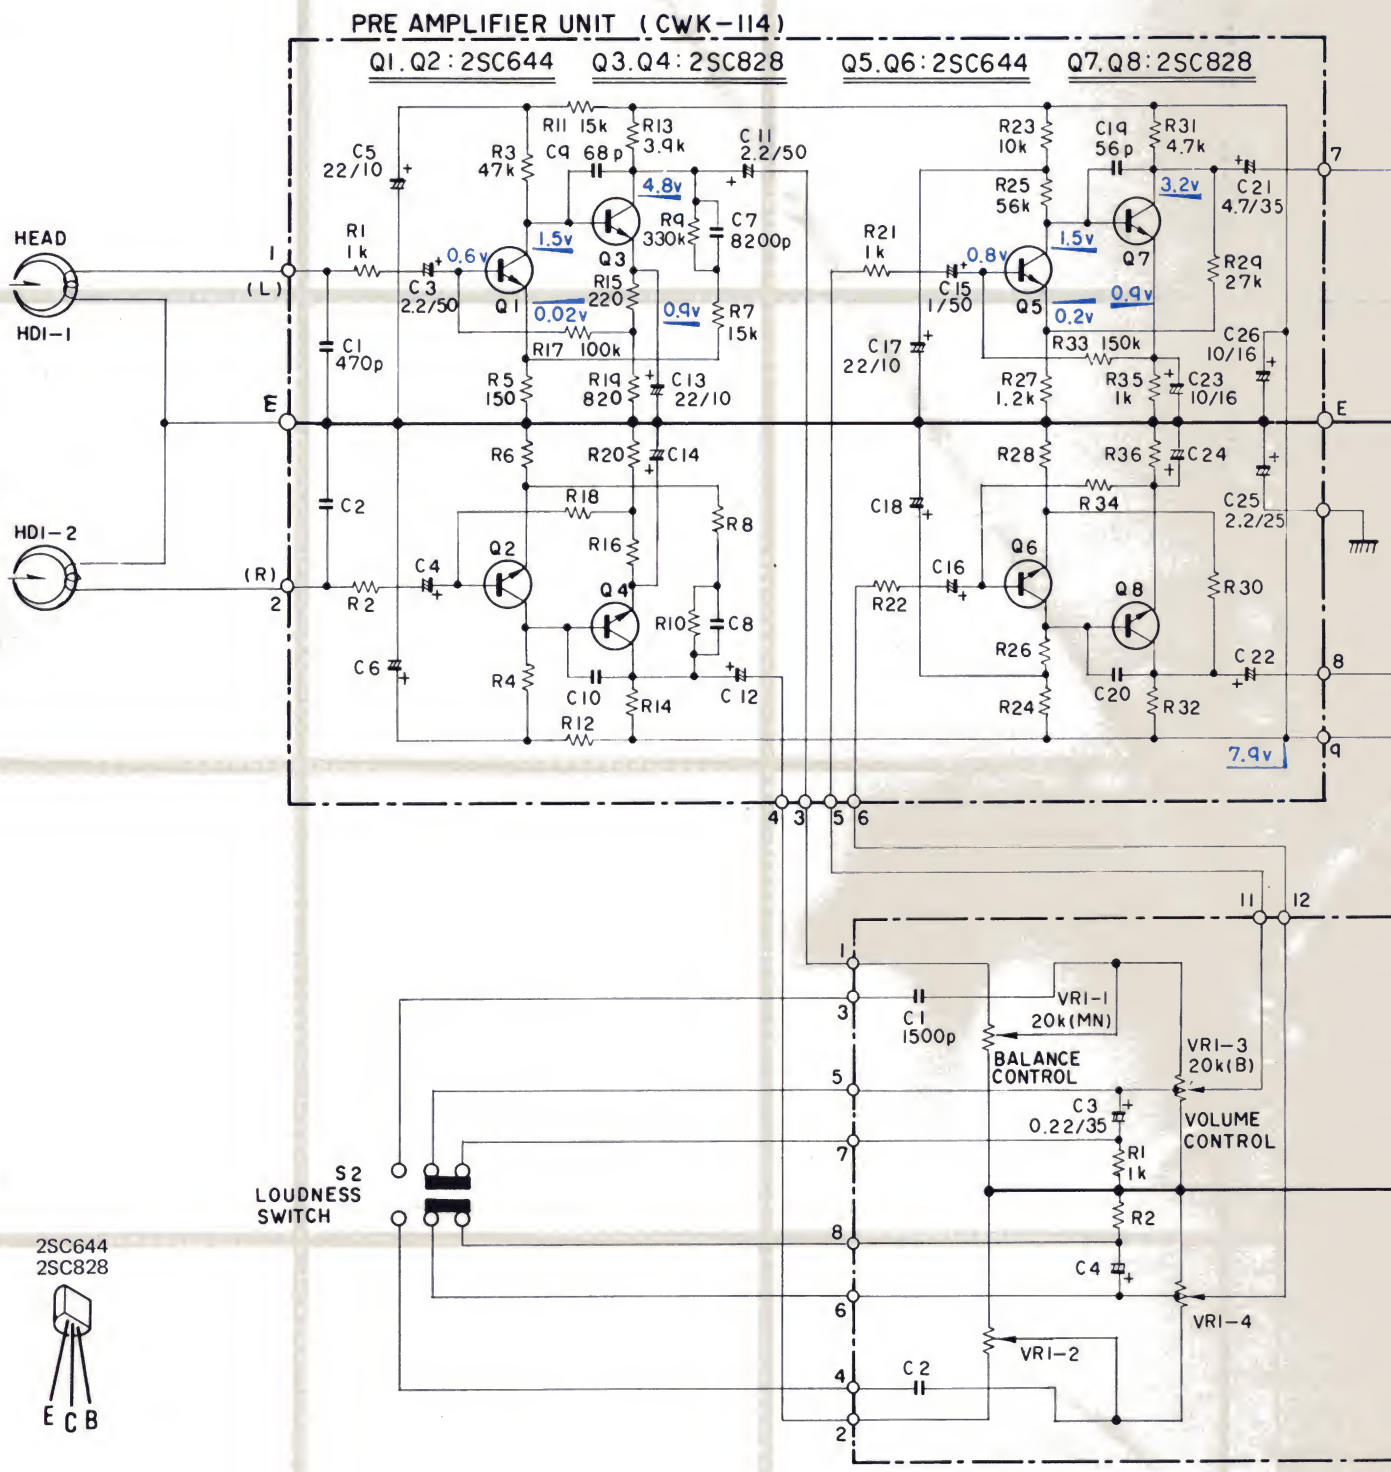 PRE AMPLIFIER UNIT (CWK-114)
Q1.Q2:2SC644
Q3.Q4:2SC828
Q5.Q6:2SC644
Q7.Q8:2SC828
R11 15k
R13
3.9k
C11
2.2/50
R23
10k
C19
56p
R31
4.7k
C5
22/10
R3
47k
C9 68p
7
4.8v
R25
56k
3.2v
C21
4.7/35
HEAD
R1
1k
0.6v
1.5v
R9
330k
C7
8200p
R21
1k
0.8v
1.5v
Q3
Q7
1
(L)
C3
2.2/50
Q1
R15
220
C15
1/50
Q5
0.9v
R29
27k
HD1-1
0.02v
0.9v
R7
15k
0.2v
C26
10/16
C1
470p
R17 100k
C17
22/10
R33 150k
R5
150
R19
820
C13
22/10
R27
1.2k
R35
1k
C23
10/16
E
E
R6
R20
C14
R28
R36
C24
C2
R18
R8
C18
R34
C25
2.2/25
HD1-2
R16
Q2
Q6
(R)
2
R2
C4
Q4
R22
C16
Q8
R30
R10
C8
C6
R4
C10
C12
R26
C20
C22
8
R14
R24
R32
R12
7.9v
9
4 3 5 6
11 12
1
3
C1
1500p
VR1-1
20k(MN)
VR1-3
20k(B)
BALANCE
CONTROL
5
C3
0.22/35
VOLUME
CONTROL
7
R1
1k
S2
LOUDNESS
SWITCH
R2
8
C4
6
VR1-4
VR1-2
2SC644
2SC828
4
C2
2
E C B